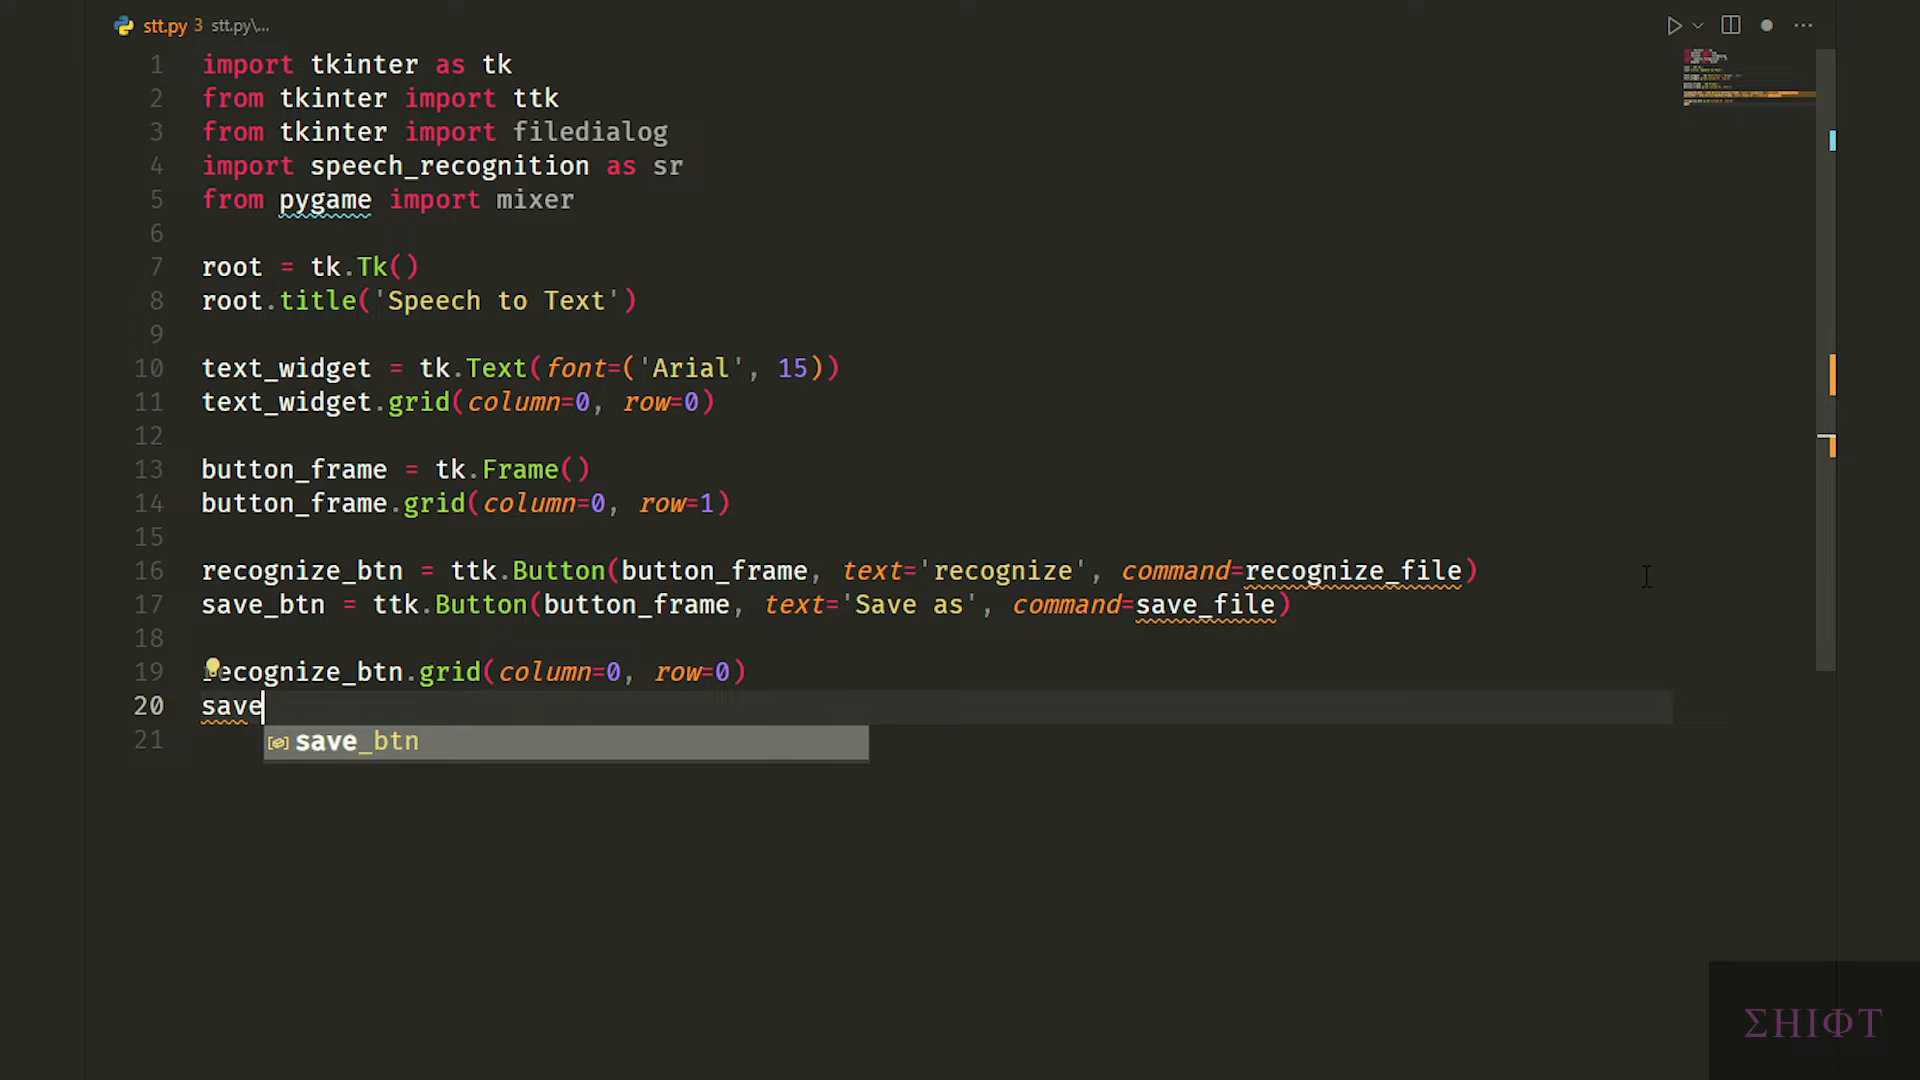 stt.py 3 stt.py\...
1 import tkinter as tk
2 from tkinter import ttk
3 from tkinter import filedialog
4 import speech_recognition as sr
5 from pygame import mixer
6
7 root = tk.Tk()
8 root.title('Speech to Text')
9
10 text_widget = tk.Text(font=('Arial', 15))
11 text_widget.grid(column=0, row=0)
12
13 button_frame = tk.Frame()
14 button_frame.grid(column=0, row=1)
15
16 recognize_btn = ttk.Button(button_frame, text='recognize', command=recognize_file)
17 save_btn = ttk.Button(button_frame, text='Save as', command=save_file)
18
19 recognize_btn.grid(column=0, row=0)
20 save
21 save_btn
ΣHIΦT